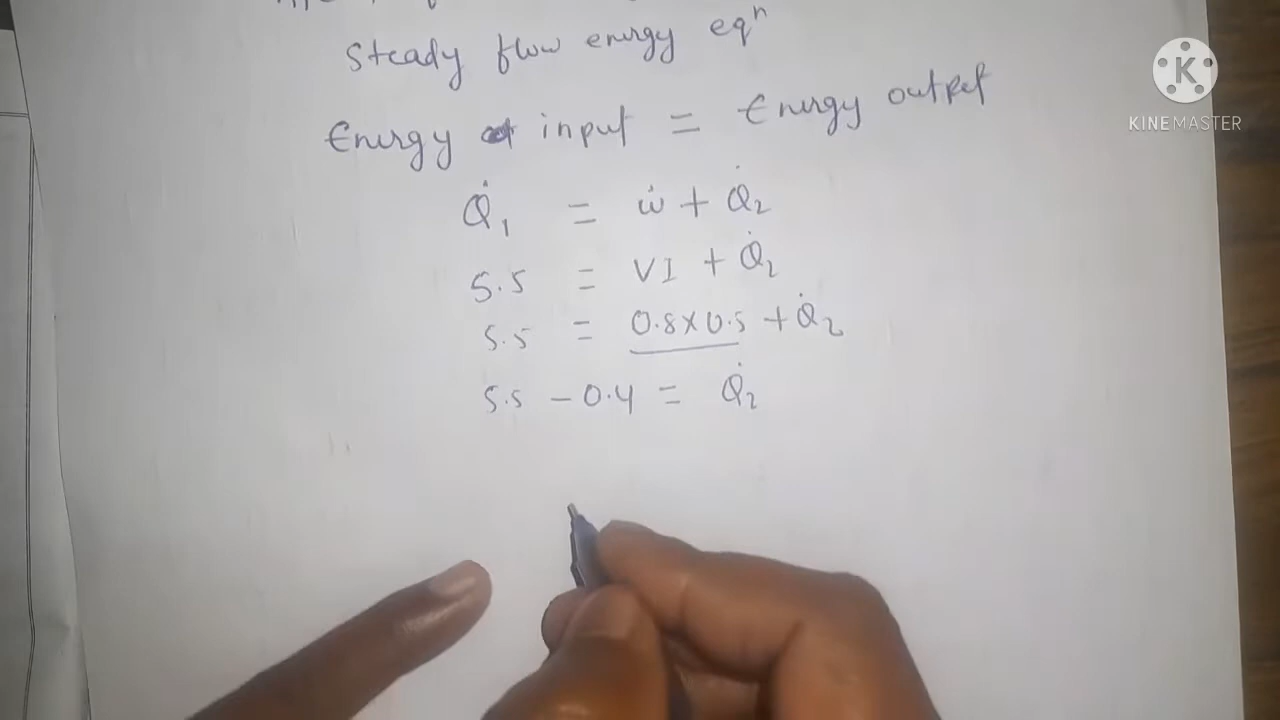 Steady flow energy eqⁿ
Energy input = Energy output
Q̇₁ = ẇ + Q̇₂
5.5 = VI + Q̇₂
5.5 = 0.8×0.5 + Q̇₂
5.5 - 0.4 = Q̇₂
K
KINEMASTER